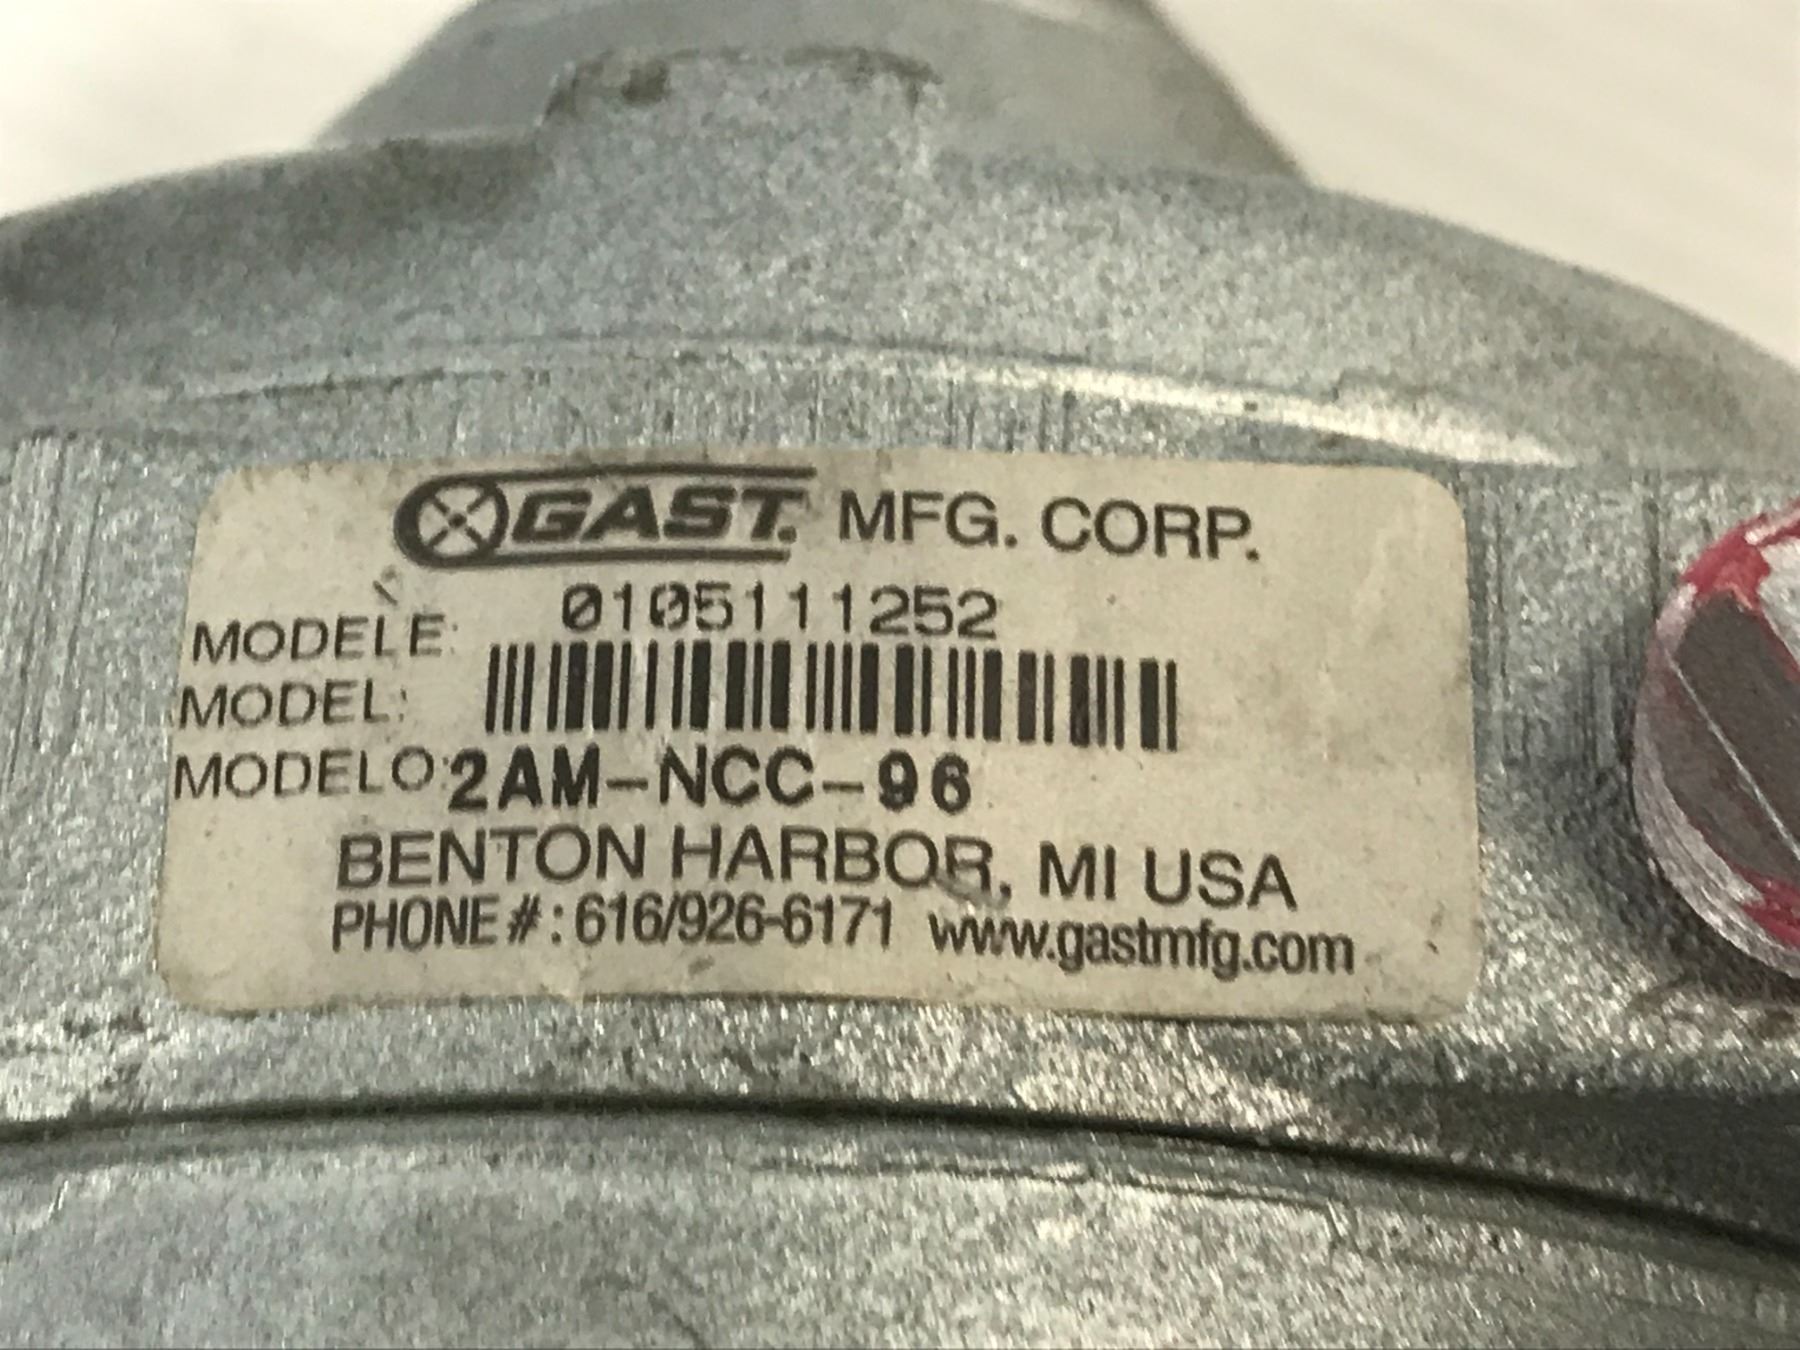 GAST. MFG. CORP.
MODELE: 0105111252
MODEL:
MODELO: 2AM-NCC-96
BENTON HARBOR, MI USA
PHONE #: 616/926-6171 www.gastmfg.com